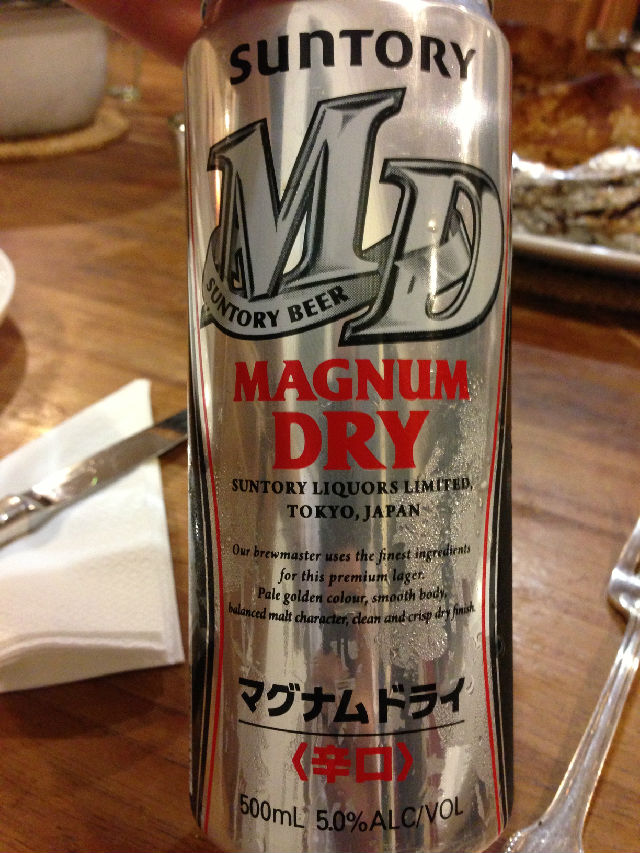 SUNTORY
MD
SUNTORY BEER
MAGNUM
DRY
SUNTORY LIQUORS LIMITED,
TOKYO, JAPAN
Our brewmaster uses the finest ingredients
for this premium lager.
Pale golden colour, smooth body,
balanced malt character, clean and crisp dry finish.
マグナムドライ
〈辛口〉
500mL 5.0%ALC/VOL